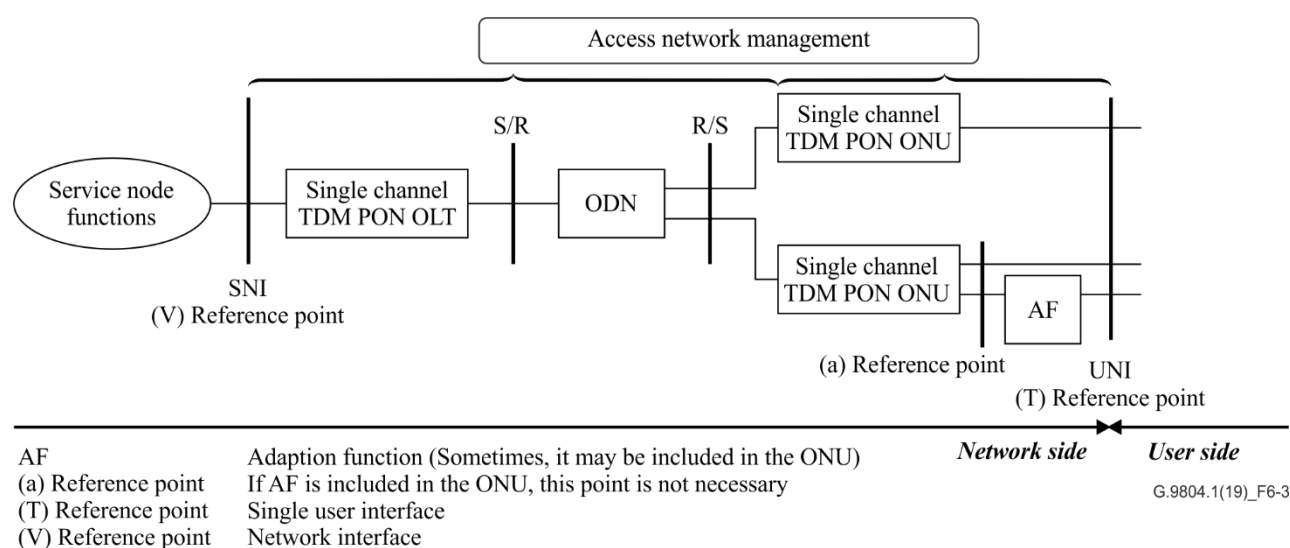 Access network management
Single channel
TDM PON ONU
S/R
R/S
Service node
functions
Single channel
TDM PON OLT
ODN
Single channel
TDM PON ONU
SNI
(V) Reference point
AF
(a) Reference point
UNI
(T) Reference point
Network side
User side
AF Adaption function (Sometimes, it may be included in the ONU)
(a) Reference point If AF is included in the ONU, this point is not necessary
(T) Reference point Single user interface
(V) Reference point Network interface
G.9804.1(19)_F6-3